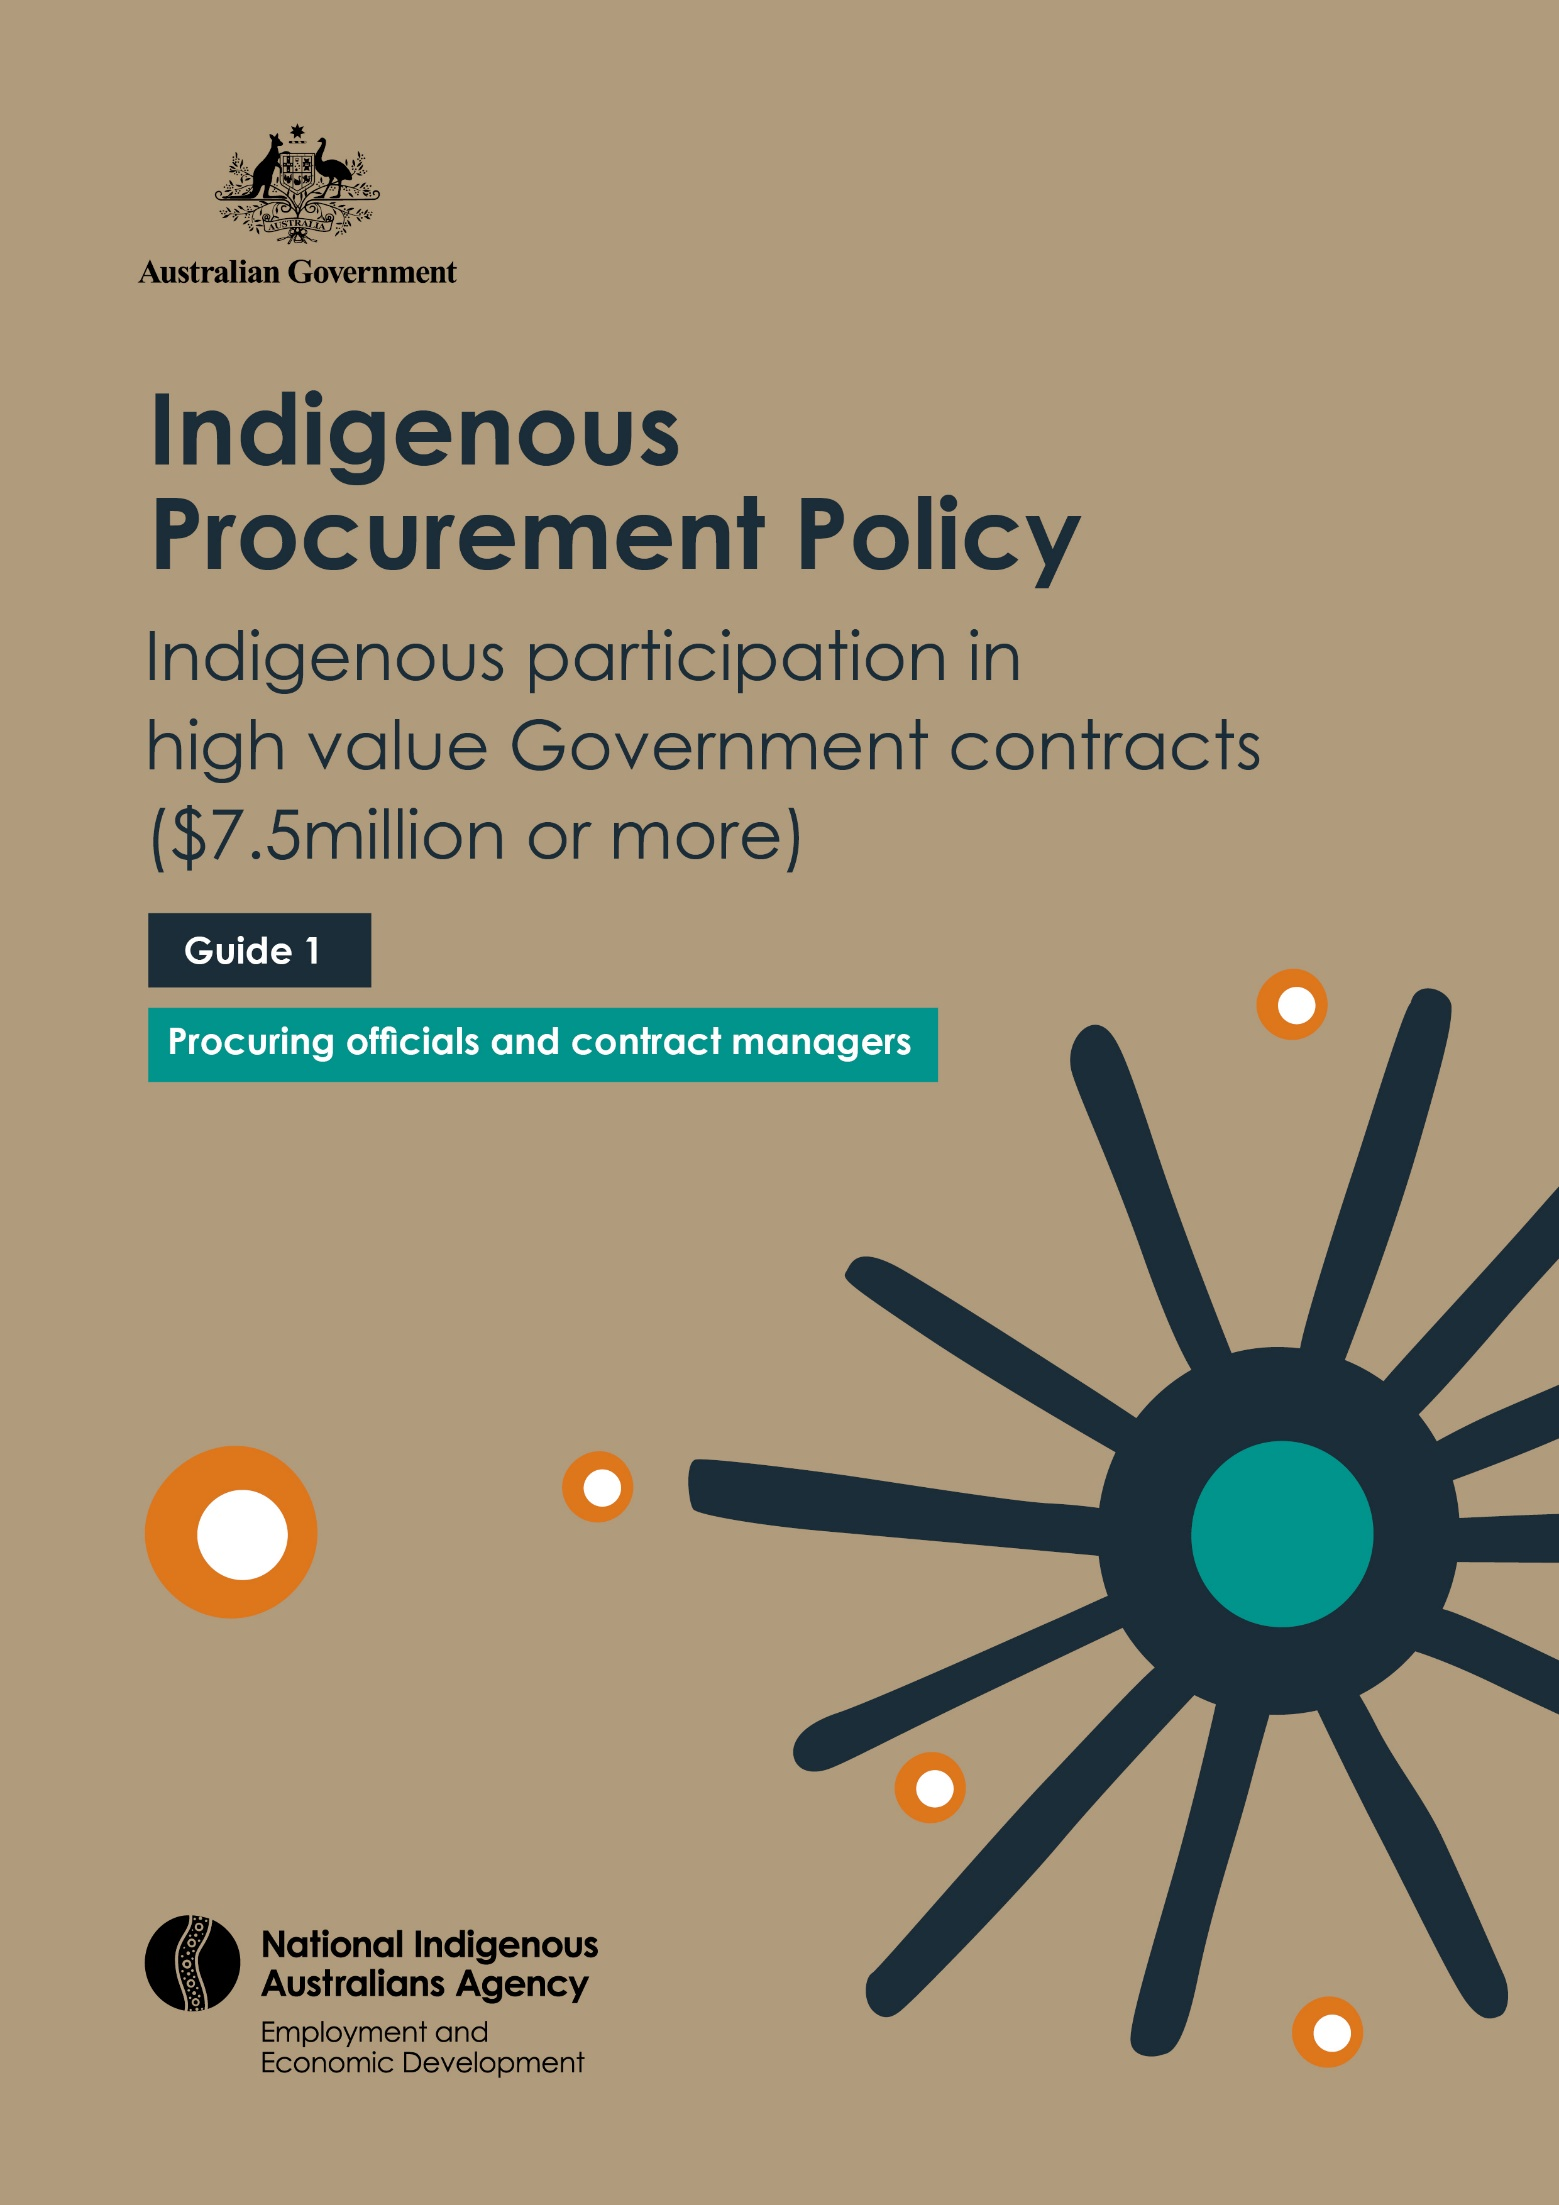 AUSTRALIA
Australian Government
Indigenous
Procurement Policy
Indigenous participation in
high value Government contracts
($7.5million or more)
Guide 1
Procuring officials and contract managers
National Indigenous
Australians Agency
Employment and
Economic Development